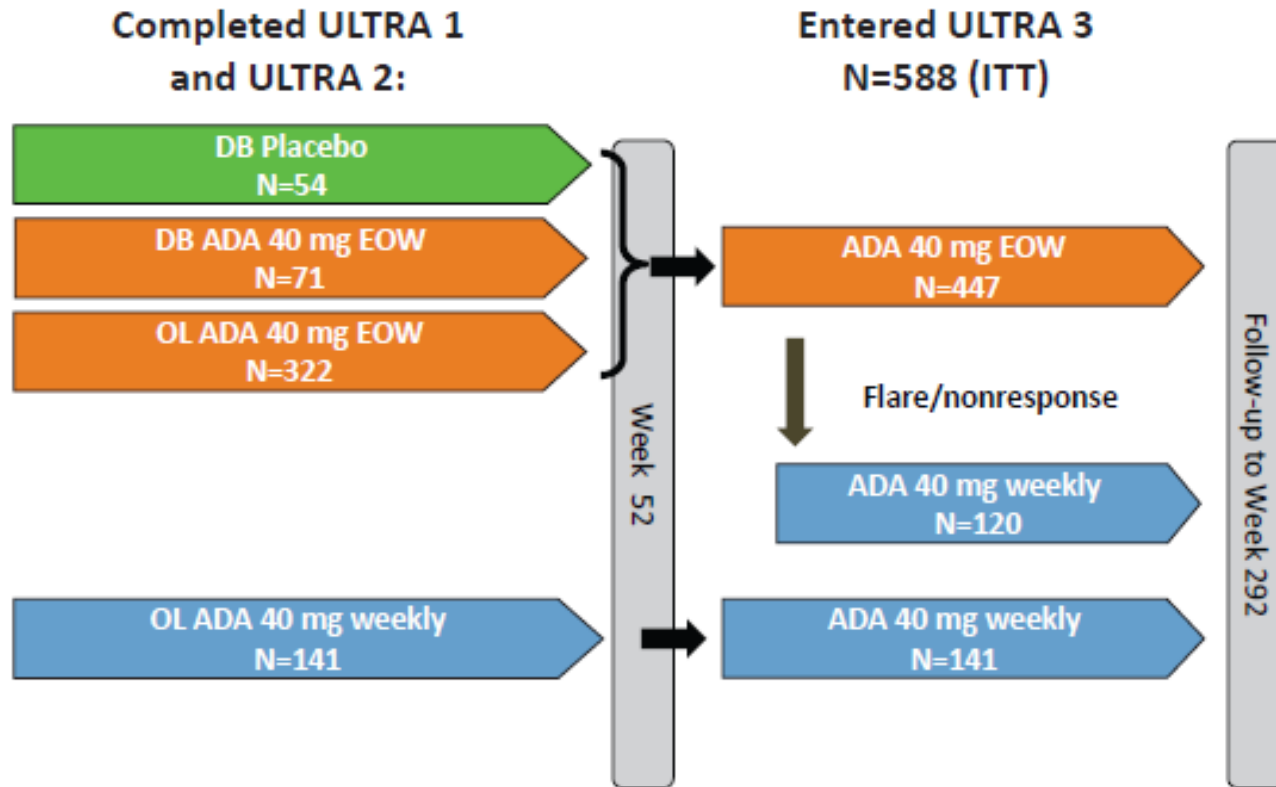 Completed ULTRA 1
and ULTRA 2:
Entered ULTRA 3
N=588 (ITT)
DB Placebo
N=54
DB ADA 40 mg EOW
N=71
OL ADA 40 mg EOW
N=322
OL ADA 40 mg weekly
N=141
Week 52
ADA 40 mg EOW
N=447
Flare/nonresponse
ADA 40 mg weekly
N=120
ADA 40 mg weekly
N=141
Follow-up to Week 292